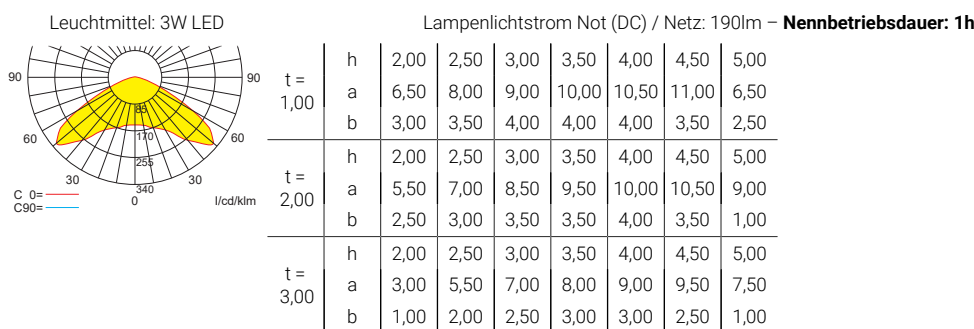 Leuchtmittel: 3W LED
Lampenlichtstrom Not (DC) / Netz: 190lm – Nennbetriebsdauer: 1h
90 90
60 60
30 30
0
85
170
255
340
C 0=
C90=
l/cd/klm
t = 1,00
h 2,00 2,50 3,00 3,50 4,00 4,50 5,00
a 6,50 8,00 9,00 10,00 10,50 11,00 6,50
b 3,00 3,50 4,00 4,00 4,00 3,50 2,50
t = 2,00
h 2,00 2,50 3,00 3,50 4,00 4,50 5,00
a 5,50 7,00 8,50 9,50 10,00 10,50 9,00
b 2,50 3,00 3,50 3,50 4,00 3,50 1,00
t = 3,00
h 2,00 2,50 3,00 3,50 4,00 4,50 5,00
a 3,00 5,50 7,00 8,00 9,00 9,50 7,50
b 1,00 2,00 2,50 3,00 3,00 2,50 1,00